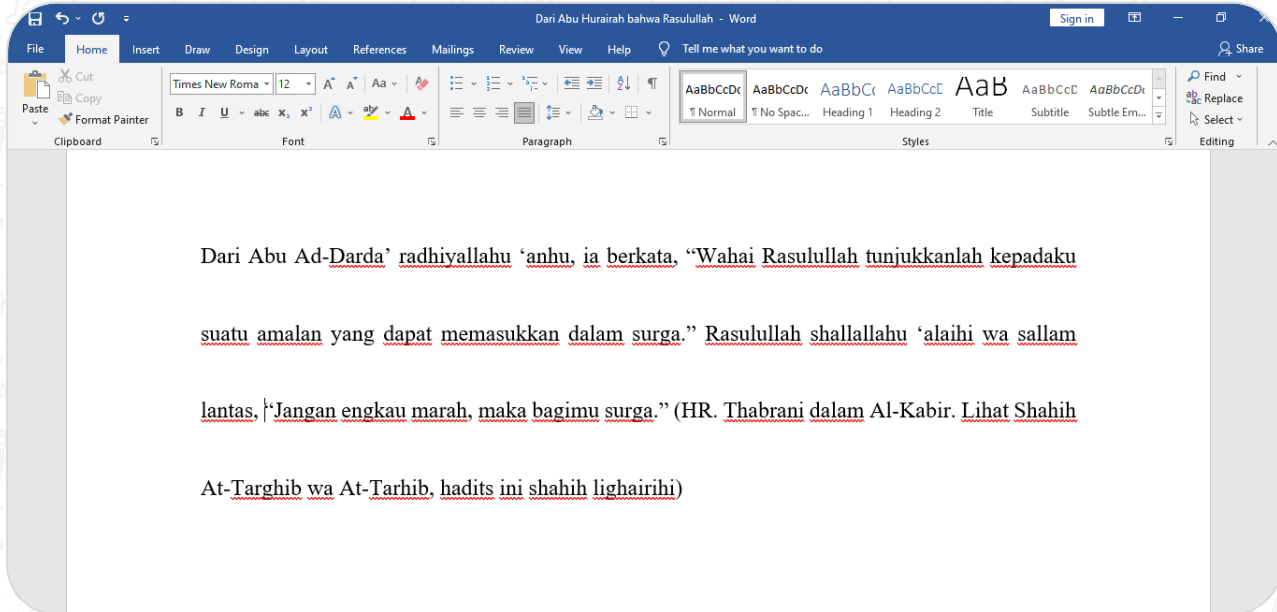 Dari Abu Hurairah bahwa Rasulullah - Word
Sign in
File Home Insert Draw Design Layout References Mailings Review View Help Tell me what you want to do Share
Paste
Cut
Copy
Format Painter
Clipboard
Times New Roma 12
Font
Paragraph
AaBbCcDc AaBbCcDc AaBbCc AaBbCcC AaB AaBbCcD AaBbCcDc
¶ Normal ¶ No Spac... Heading 1 Heading 2 Title Subtitle Subtle Em...
Styles
Find
Replace
Select
Editing
Dari Abu Ad-Darda’ radhiyallahu ‘anhu, ia berkata, “Wahai Rasulullah tunjukkanlah kepadaku
suatu amalan yang dapat memasukkan dalam surga.” Rasulullah shallallahu ‘alaihi wa sallam
lantas, “Jangan engkau marah, maka bagimu surga.” (HR. Thabrani dalam Al-Kabir. Lihat Shahih
At-Targhib wa At-Tarhib, hadits ini shahih lighairihi)